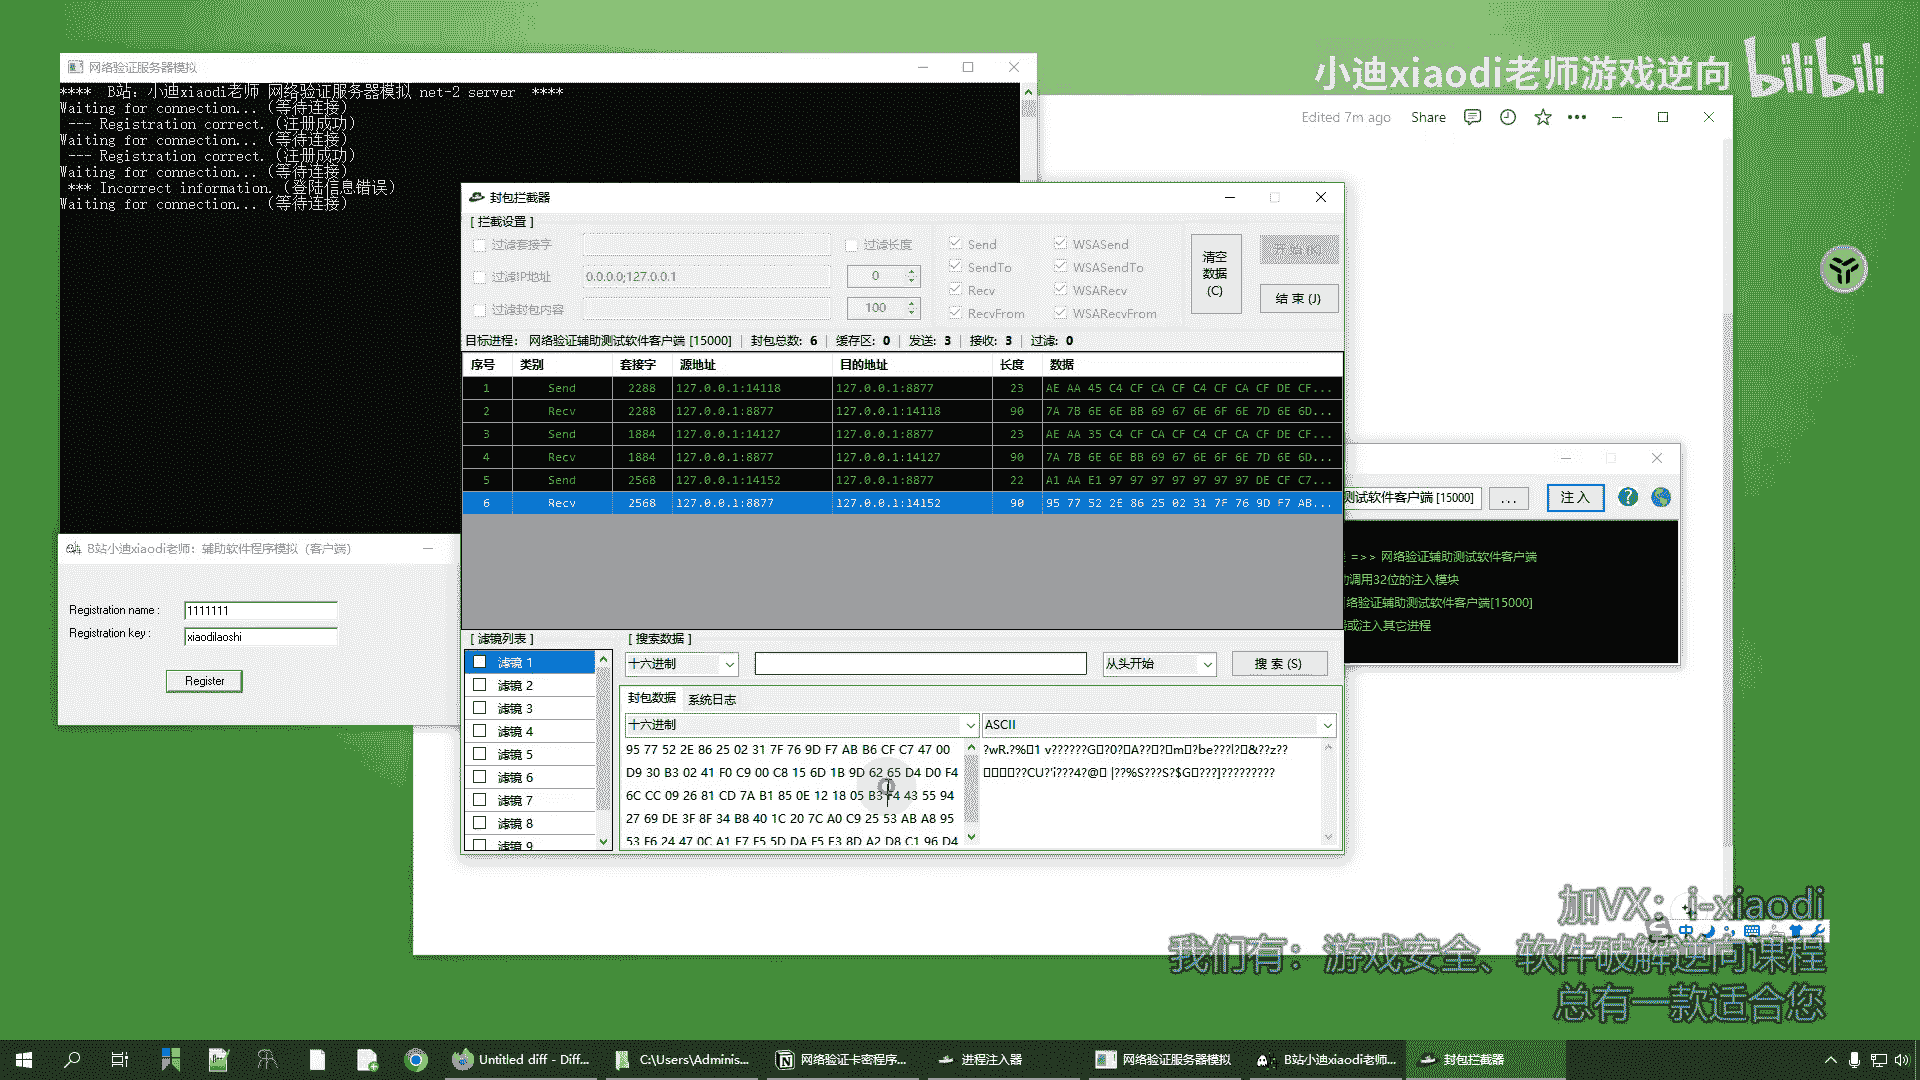 小迪xiaodi老师游戏逆向 bilibili
网络验证服务器模拟
**** B站：小迪xiaodi老师 网络验证服务器模拟 net-2 server ****
Waiting for connection...（等待连接）
--- Registration correct.（注册成功）
Waiting for connection...（等待连接）
--- Registration correct.（注册成功）
Waiting for connection...（等待连接）
*** Incorrect information.（登陆信息错误）
Waiting for connection...（等待连接）
Edited 7m ago Share
封包拦截器
[ 拦截设置 ]
过滤套接字 过滤长度 Send WSASend
过滤IP地址 0.0.0.0;127.0.0.1 0 SendTo WSASendTo
Recv WSARecv
过滤封包内容 100 RecvFrom WSARecvFrom
清空
数据
(C)
结 束 (J)
目标进程： 网络验证辅助测试软件客户端 [15000] | 封包总数: 6 | 缓存区: 0 | 发送: 3 | 接收: 3 | 过滤: 0
序号 类别 套接字 源地址 目的地址 长度 数据
1 Send 2288 127.0.0.1:14118 127.0.0.1:8877 23 AE AA 45 C4 CF CA CF C4 CF CA CF DE CF...
2 Recv 2288 127.0.0.1:8877 127.0.0.1:14118 90 7A 7B 6E 6E BB 69 67 6E 6F 6E 7D 6E 6D...
3 Send 1884 127.0.0.1:14127 127.0.0.1:8877 23 AE AA 35 C4 CF CA CF C4 CF CA CF DE CF...
4 Recv 1884 127.0.0.1:8877 127.0.0.1:14127 90 7A 7B 6E 6E BB 69 67 6E 6F 6E 7D 6E 6D...
5 Send 2568 127.0.0.1:14152 127.0.0.1:8877 22 A1 AA E1 97 97 97 97 97 97 97 DE CF C7...
6 Recv 2568 127.0.0.1:8877 127.0.0.1:14152 90 95 77 52 2E 86 25 02 31 7F 76 9D F7 AB...
测试软件客户端 [15000] ... 注 入
=>> 网络验证辅助测试软件客户端
调用32位的注入模块
络验证辅助测试软件客户端[15000]
或注入其它进程
B站小迪xiaodi老师：辅助软件程序模拟（客户端）
Registration name : 1111111
Registration key : xiaodilaoshi
Register
[ 滤镜列表 ]
滤镜 1
滤镜 2
滤镜 3
滤镜 4
滤镜 5
滤镜 6
滤镜 7
滤镜 8
滤镜 9
[ 搜索数据 ]
十六进制 从头开始 搜 索 (S)
封包数据 系统日志
十六进制 ASCII
95 77 52 2E 86 25 02 31 7F 76 9D F7 AB B6 CF C7 47 00
D9 30 B3 02 41 F0 C9 00 C8 15 6D 1B 9D 62 65 D4 D0 F4
6C CC 09 26 81 CD 7A B1 85 0E 12 18 05 B3 F4 43 55 94
27 69 DE 3F 8F 34 B8 40 1C 20 7C A0 C9 25 53 AB A8 95
53 F6 24 47 0C A1 E7 F5 5D DA F5 F3 8D A2 D8 C1 96 D4
加VX：i-xiaodi
我们有：游戏安全、软件破解逆向课程
总有一款适合您
中
Untitled diff - Diff... C:\Users\Adminis... 网络验证卡密程序... 进程注入器 网络验证服务器模拟 B站小迪xiaodi老师... 封包拦截器